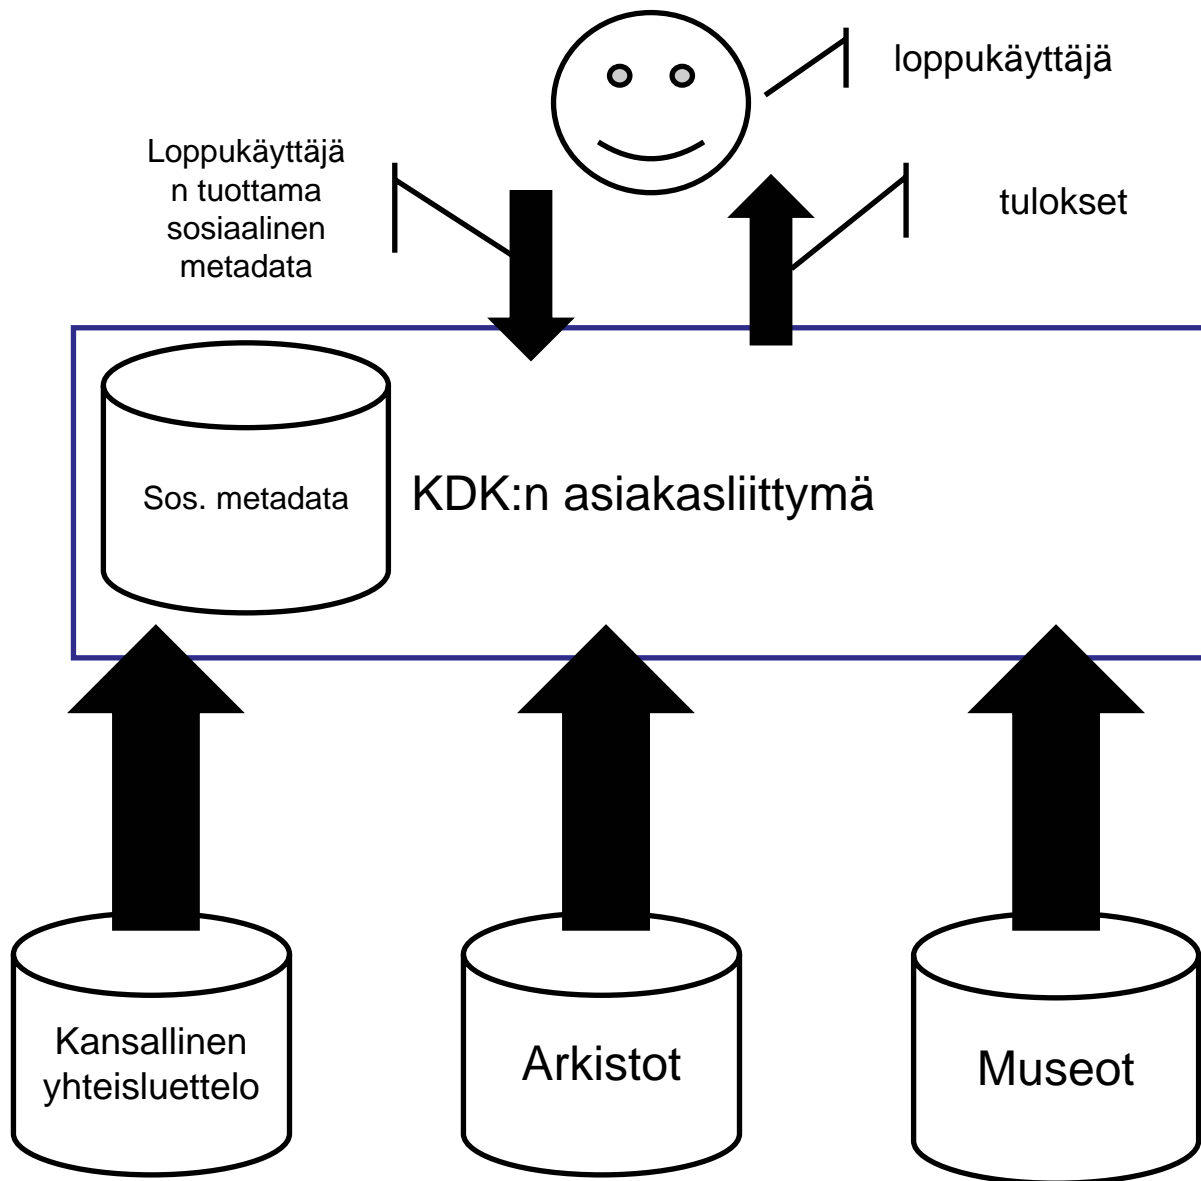 loppukäyttäjä
Loppukäyttäjä
n tuottama
sosiaalinen
metadata
tulokset
Sos. metadata
KDK:n asiakasliittymä
Kansallinen
yhteisluettelo
Arkistot
Museot